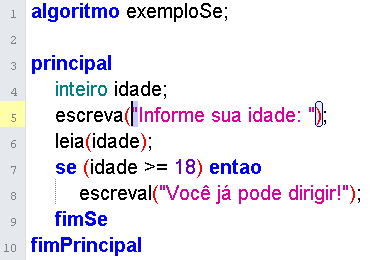 1 algoritmo exemploSe;
2
3 principal
4 inteiro idade;
5 escreva("Informe sua idade: ");
6 leia(idade);
7 se (idade >= 18) entao
8 escreval("Você já pode dirigir!");
9 fimSe
10 fimPrincipal